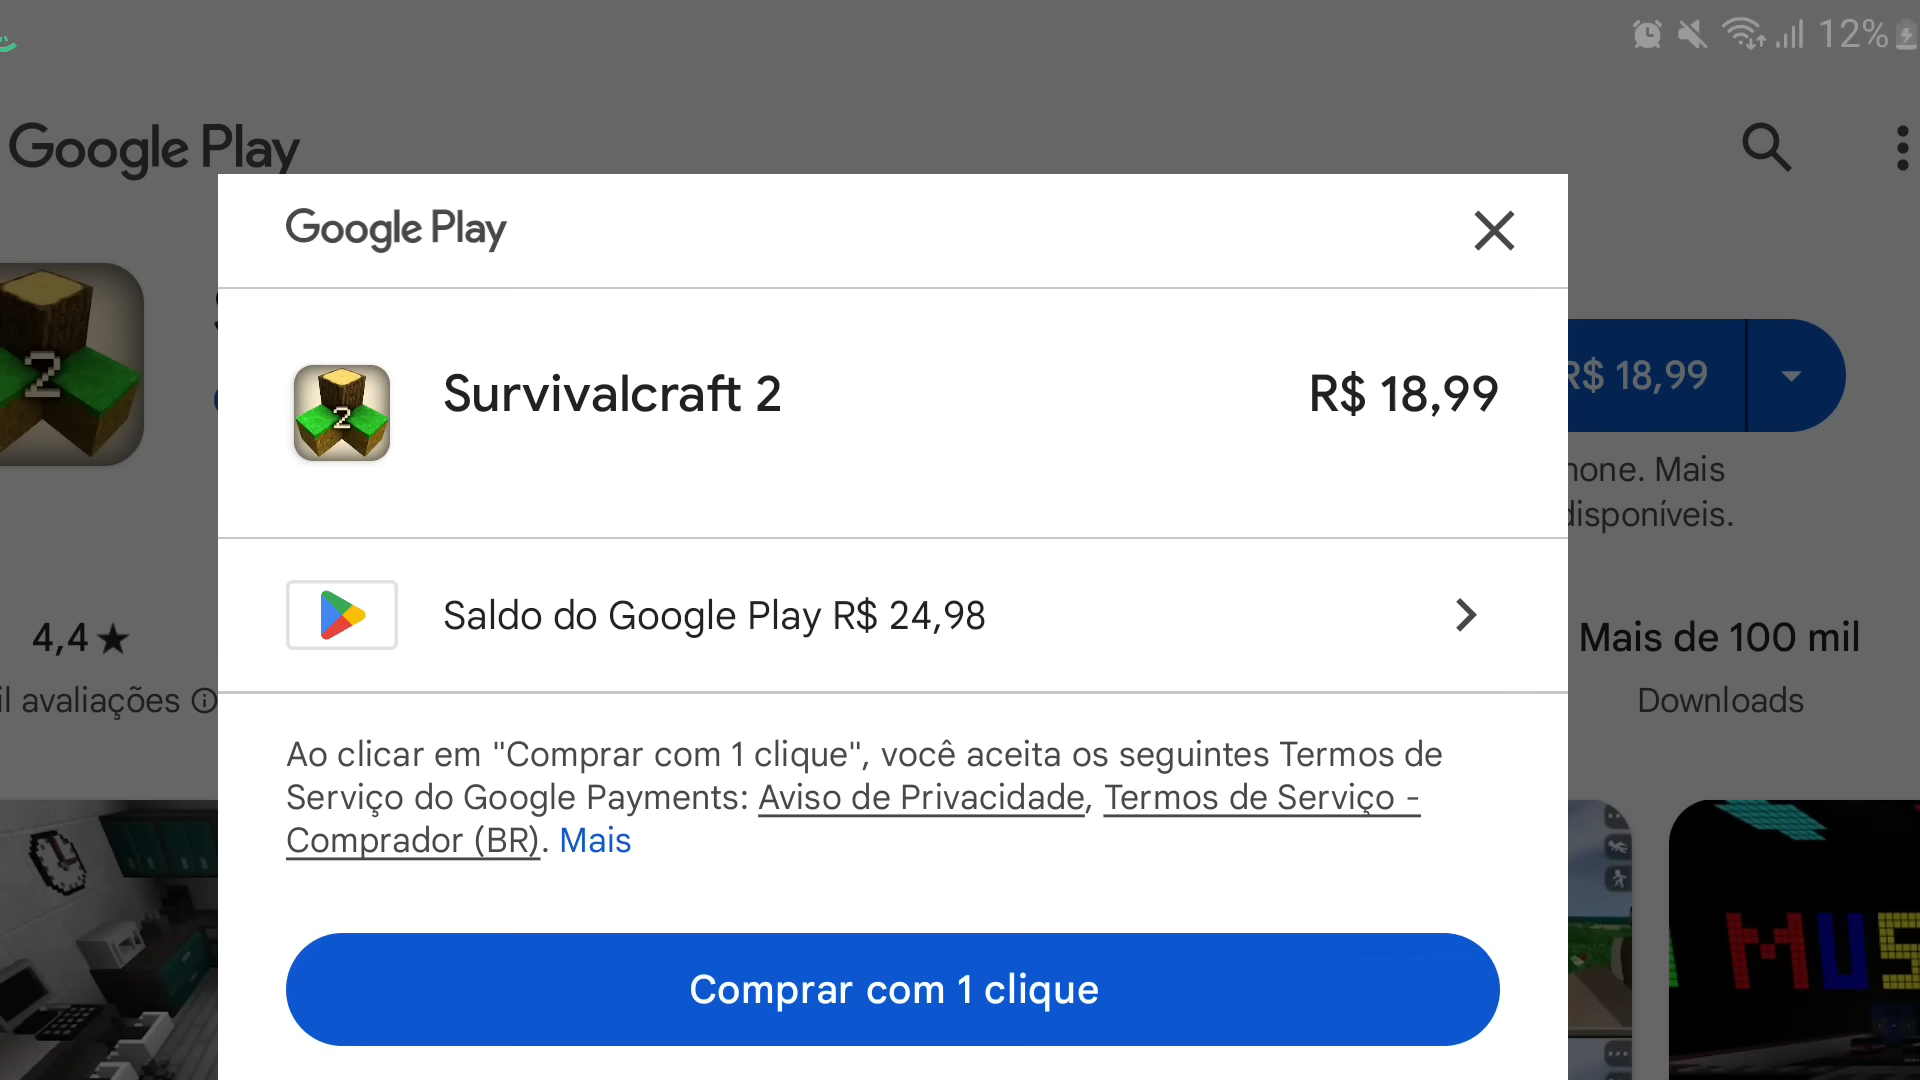 12%
Google Play
Google Play
Survivalcraft 2
R$ 18,99
2
2
R$ 18,99
Mais
disponíveis.
Saldo do Google Play R$ 24,98
4,4 ★
avaliações
Mais de 100 mil
Downloads
Ao clicar em "Comprar com 1 clique", você aceita os seguintes Termos de
Serviço do Google Payments: Aviso de Privacidade, Termos de Serviço -
Comprador (BR). Mais
MUS
Comprar com 1 clique